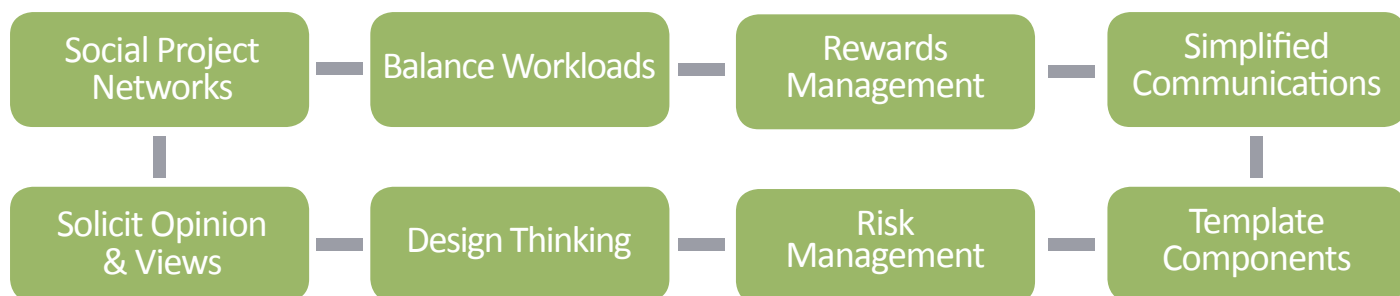 Social Project
Networks
Balance Workloads
Rewards
Management
Simplified
Communications
Solicit Opinion
& Views
Design Thinking
Risk
Management
Template
Components